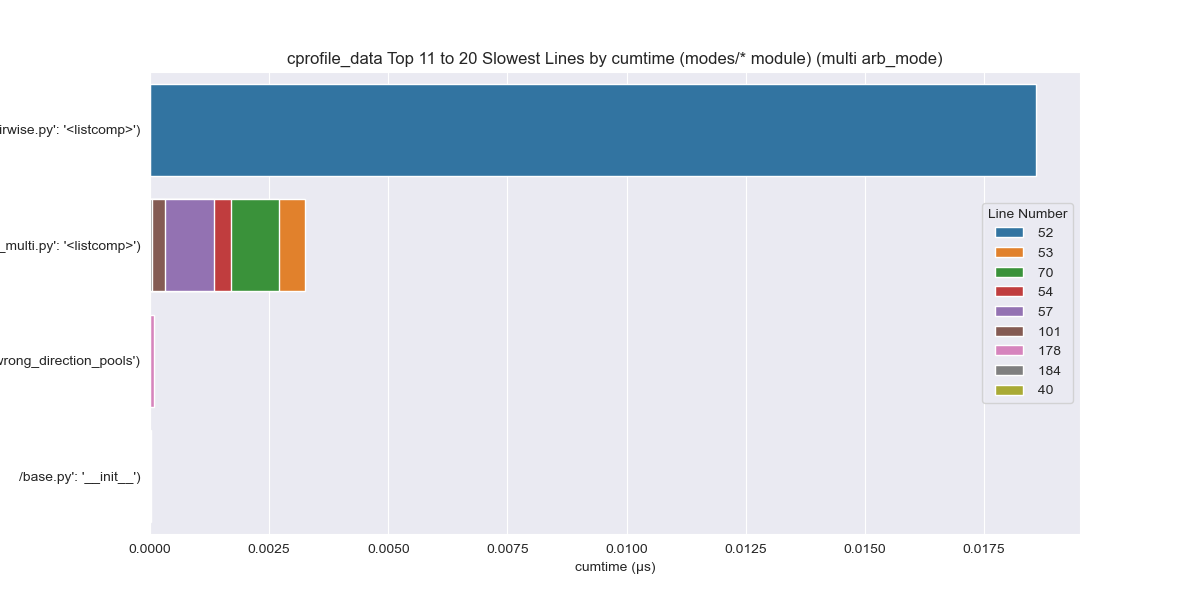 cprofile_data Top 11 to 20 Slowest Lines by cumtime (modes/* module) (multi arb_mode)
irwise.py': '<listcomp>')
_multi.py': '<listcomp>')
wrong_direction_pools')
/base.py': '__init__')
Line Number
52
53
70
54
57
101
178
184
40
0.0000 0.0025 0.0050 0.0075 0.0100 0.0125 0.0150 0.0175
cumtime (µs)